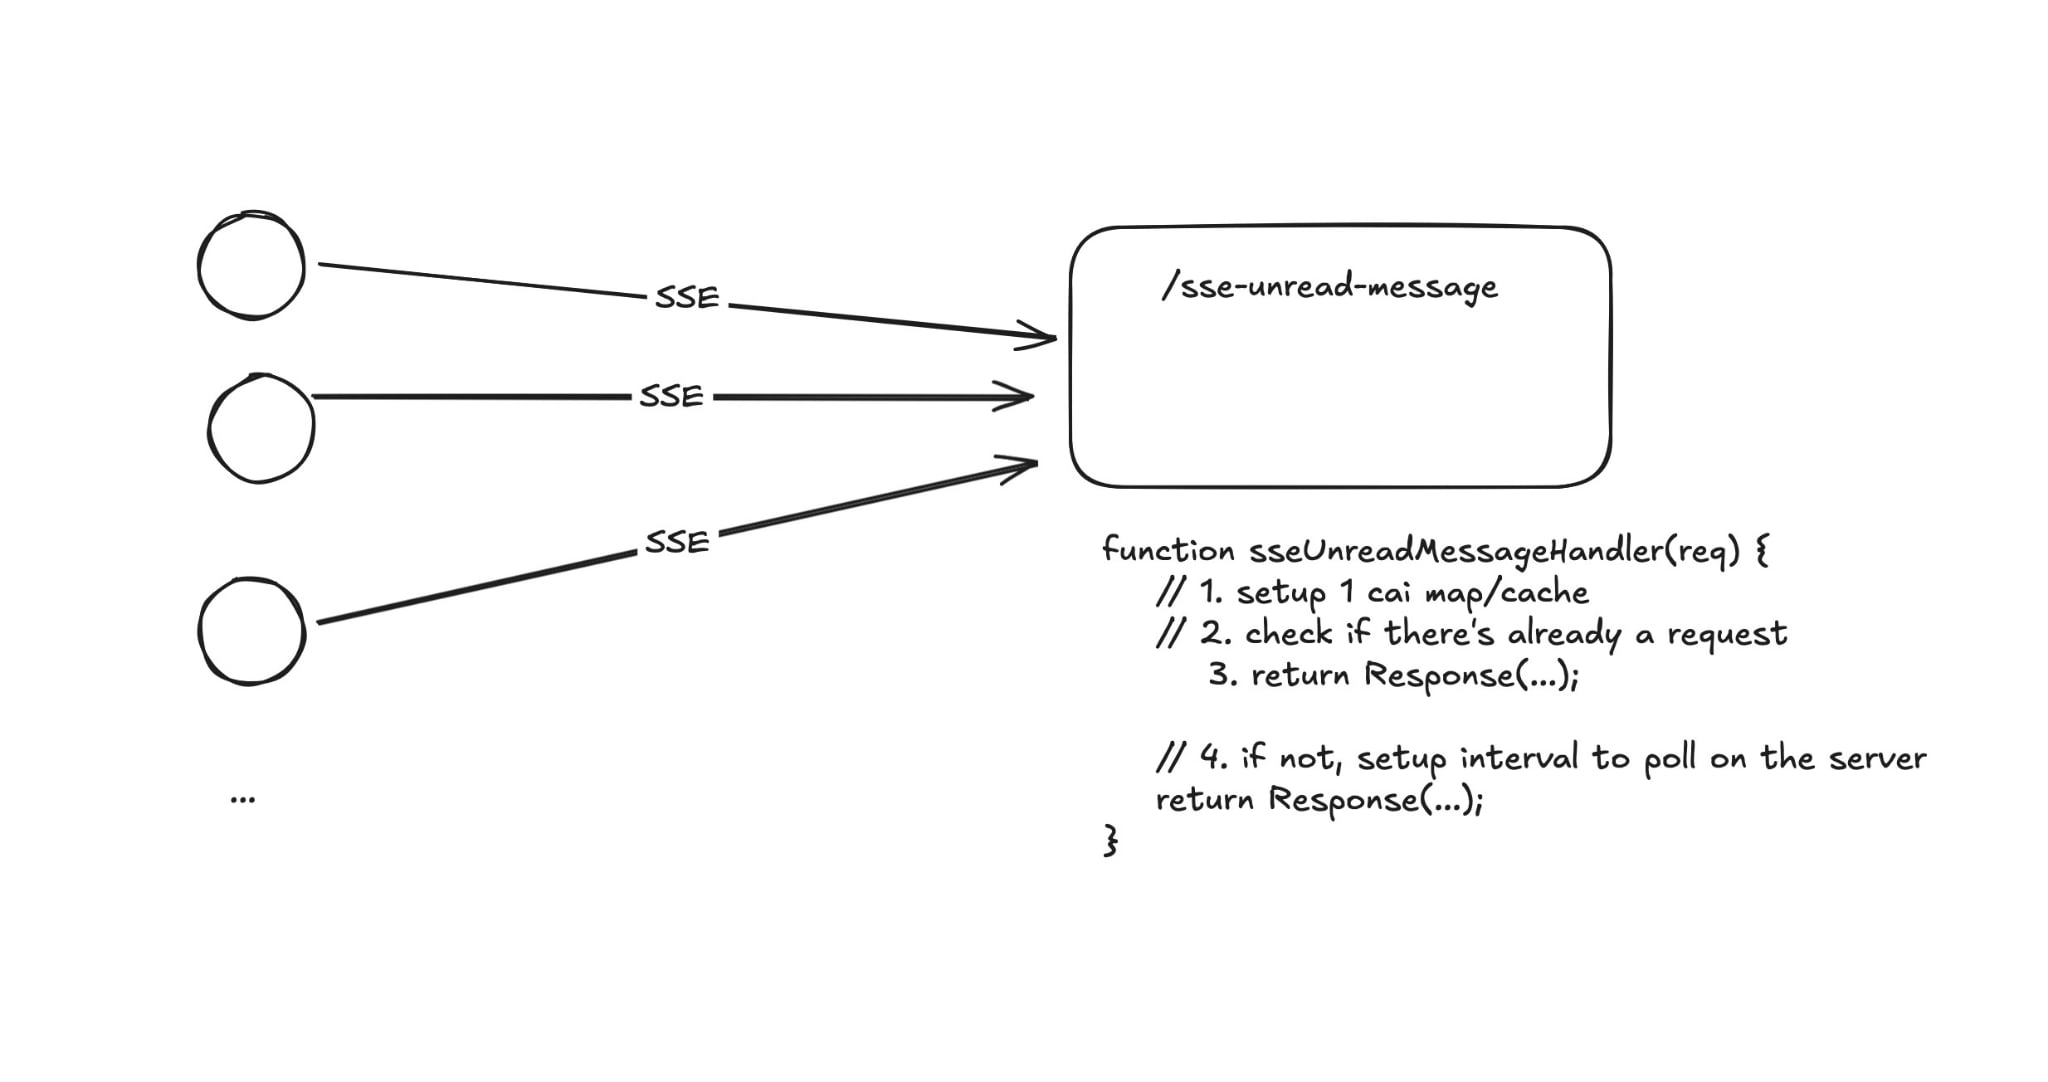 SSE
/sse-unread-message
SSE
SSE
function sseUnreadMessageHandler(req) {
// 1. setup 1 cai map/cache
// 2. check if there's already a request
3. return Response(...);
// 4. if not, setup interval to poll on the server
return Response(...);
}
...